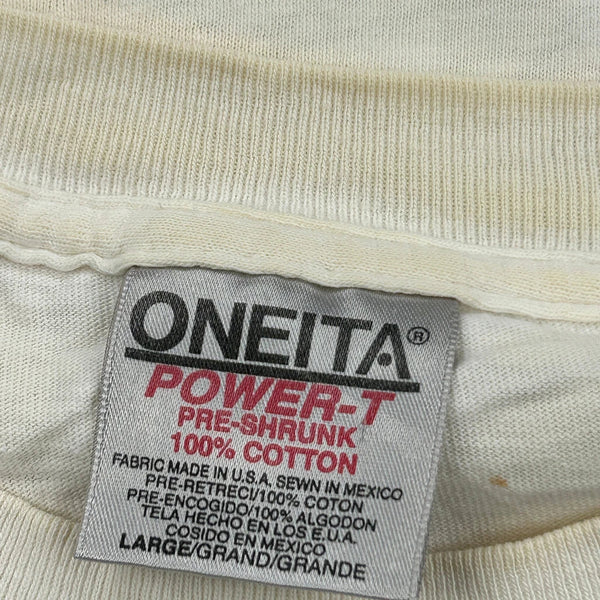 ONEITA®
POWER-T
PRE-SHRUNK
100% COTTON
FABRIC MADE IN U.S.A. SEWN IN MEXICO
PRE-RETRECI/100% COTON
PRE-ENCOGIDO/100% ALGODON
TELA HECHO EN LOS E.U.A.
COSIDO EN MEXICO
LARGE/GRAND/GRANDE